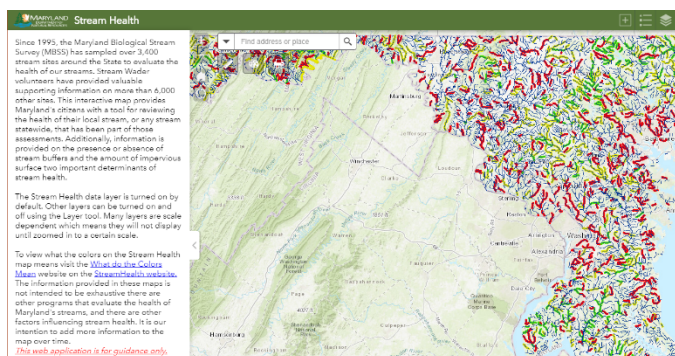 MARYLAND
Stream Health
Find address or place
Since 1995, the Maryland Biological Stream
Survey (MBSS) has sampled over 3,400
stream sites around the State to evaluate the
health of our streams. Stream Wader
volunteers have provided valuable
supporting information on more than 6,000
other sites. This interactive map provides
Maryland's citizens with a tool for reviewing
the health of their local stream, or any stream
statewide, that has been part of those
assessments. Additionally, information is
provided on the presence or absence of
stream buffers and the amount of impervious
surface two important determinants of
stream health.
The Stream Health data layer is turned on by
default. Other layers can be turned on and
off using the Layer tool. Many layers are scale
dependent which means they will not display
until zoomed in to a certain scale.
To view what the colors on the Stream Health
map means visit the What do the Colors
Mean website on the StreamHealth website.
The information provided in these maps is
not intended to be exhaustive there are
other programs that evaluate the health of
Maryland's streams, and there are other
factors influencing stream health. It is our
intention to add more information to the
map over time.
This web application is for guidance only.
Martinsburg
Jefferson
Winchester
Clarke
Loudoun
Sterling
Warren
Arlington
Centreville
Alexandria
Fauquier
Page
Harrisonburg
Culpeper